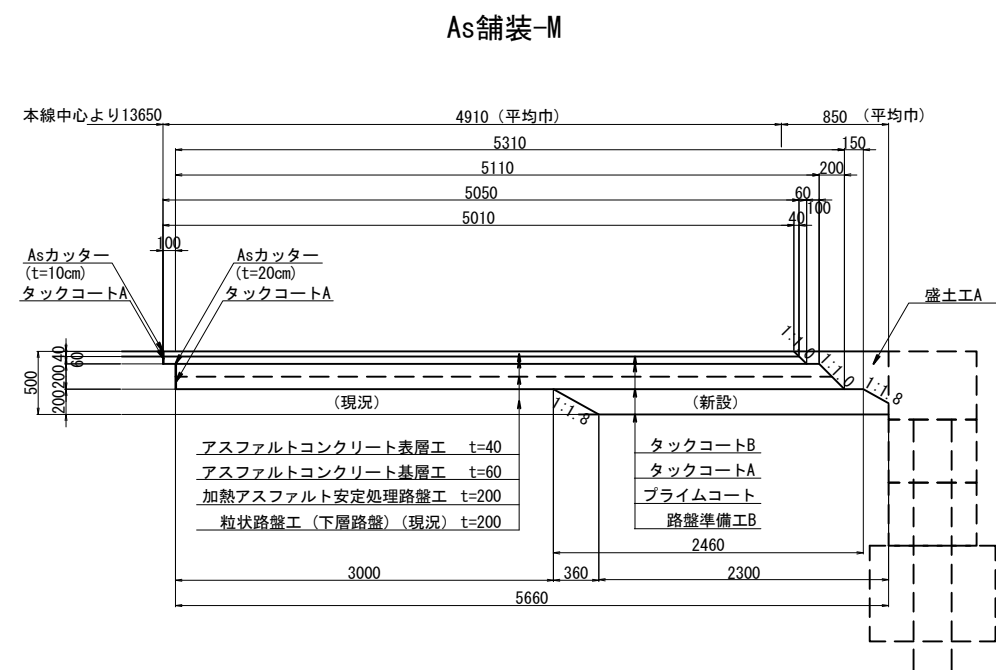 As舗装-M
本線中心より13650
4910 (平均巾)
850 (平均巾)
5310
150
5110
200
5050
60
100
5010
40
100
Asカッター
(t=10cm)
タックコートA
Asカッター
(t=20cm)
タックコートA
盛土工A
500
40
60
200
200
1:1.0
1:1.0
1:1.8
(現況)
1:1.8
(新設)
アスファルトコンクリート表層工 t=40
アスファルトコンクリート基層工 t=60
加熱アスファルト安定処理路盤工 t=200
粒状路盤工 (下層路盤) (現況) t=200
タックコートB
タックコートA
プライムコート
路盤準備工B
2460
3000
360
2300
5660